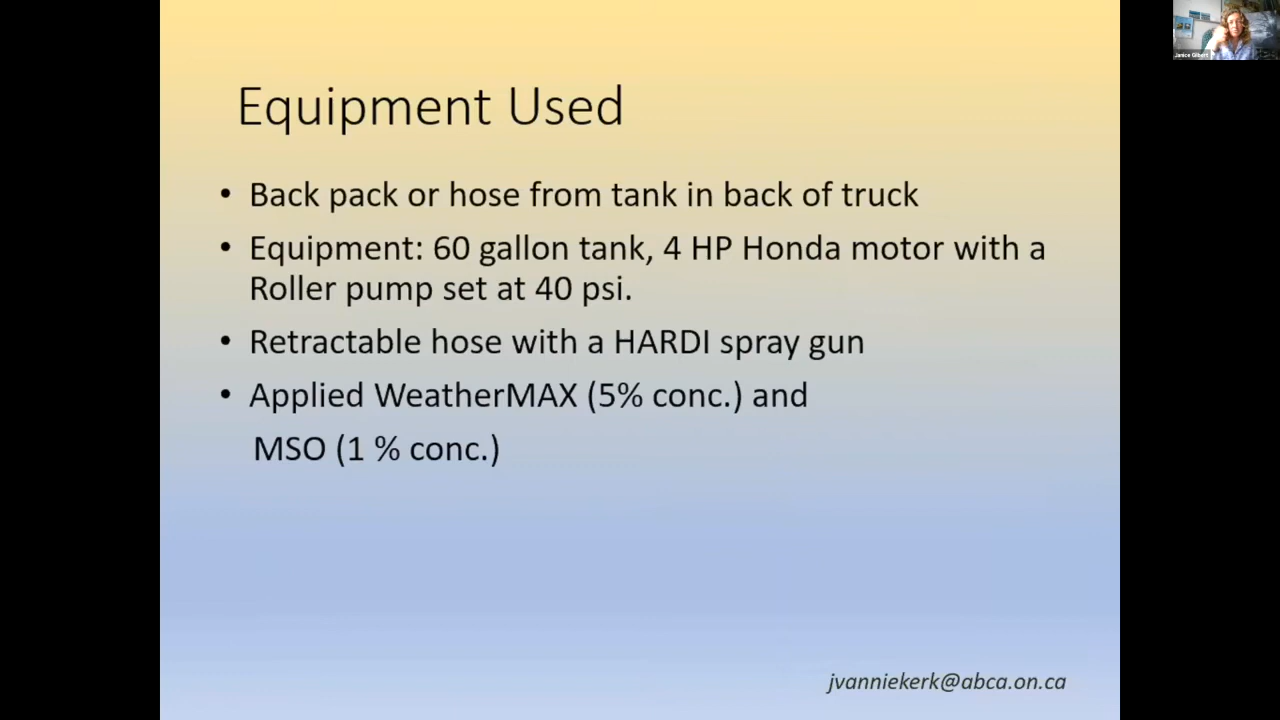 Janice Gilbert
Equipment Used
• Back pack or hose from tank in back of truck
• Equipment: 60 gallon tank, 4 HP Honda motor with a
Roller pump set at 40 psi.
• Retractable hose with a HARDI spray gun
• Applied WeatherMAX (5% conc.) and
MSO (1 % conc.)
jvanniekerk@abca.on.ca